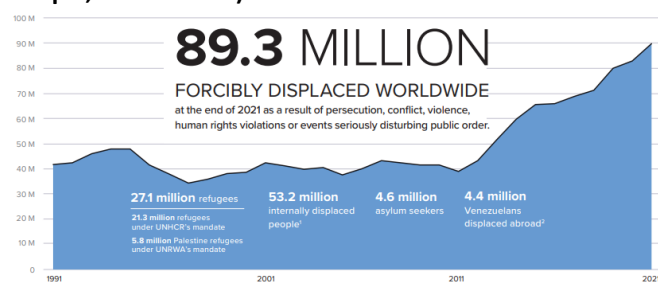 100 M
90 M
80 M
70 M
60 M
50 M
40 M
30 M
20 M
10 M
0
89.3 MILLION
FORCIBLY DISPLACED WORLDWIDE
at the end of 2021 as a result of persecution, conflict, violence,
human rights violations or events seriously disturbing public order.
27.1 million refugees
21.3 million refugees
under UNHCR's mandate
5.8 million Palestine refugees
under UNRWA's mandate
53.2 million
internally displaced
people¹
4.6 million
asylum seekers
4.4 million
Venezuelans
displaced abroad²
1991
2001
2011